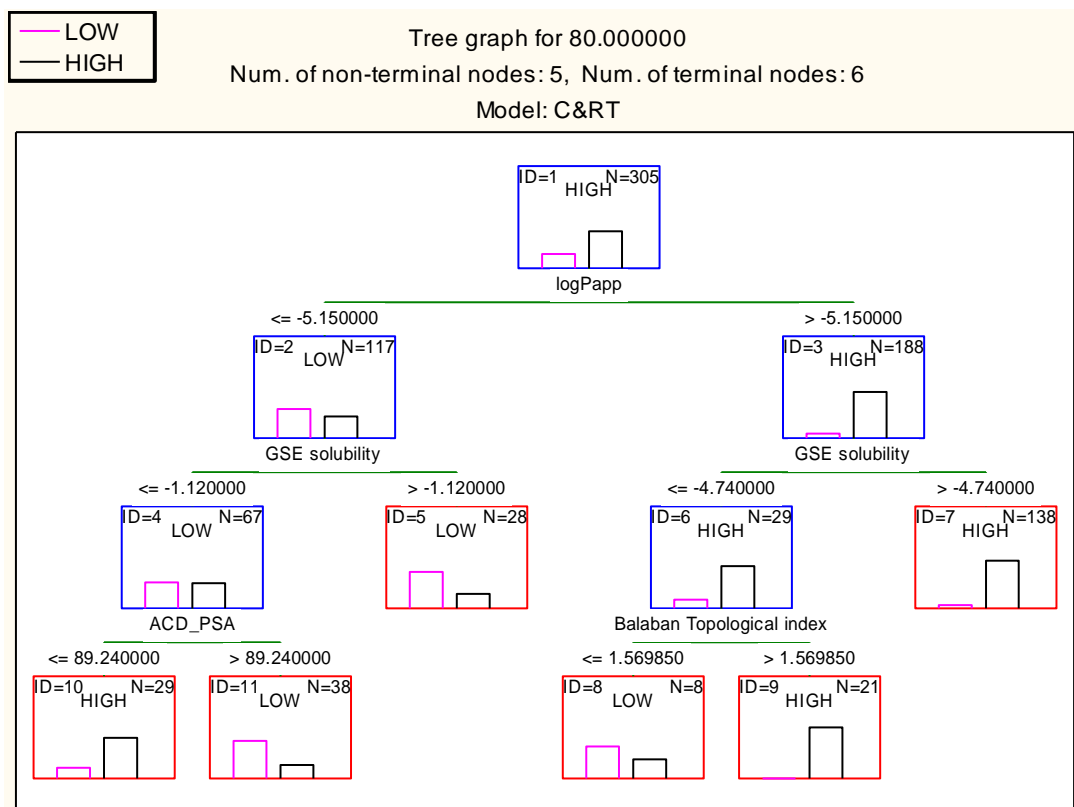 LOW
HIGH
Tree graph for 80.000000
Num. of non-terminal nodes: 5, Num. of terminal nodes: 6
Model: C&RT
ID=1 N=305
HIGH
logPapp
<= -5.150000 > -5.150000
ID=2 N=117 ID=3 N=188
LOW HIGH
GSE solubility GSE solubility
<= -1.120000 > -1.120000 <= -4.740000 > -4.740000
ID=4 N=67 ID=5 N=28 ID=6 N=29 ID=7 N=138
LOW LOW HIGH HIGH
ACD_PSA Balaban Topological index
<= 89.240000 > 89.240000 <= 1.569850 > 1.569850
ID=10 N=29 ID=11 N=38 ID=8 N=8 ID=9 N=21
HIGH LOW LOW HIGH